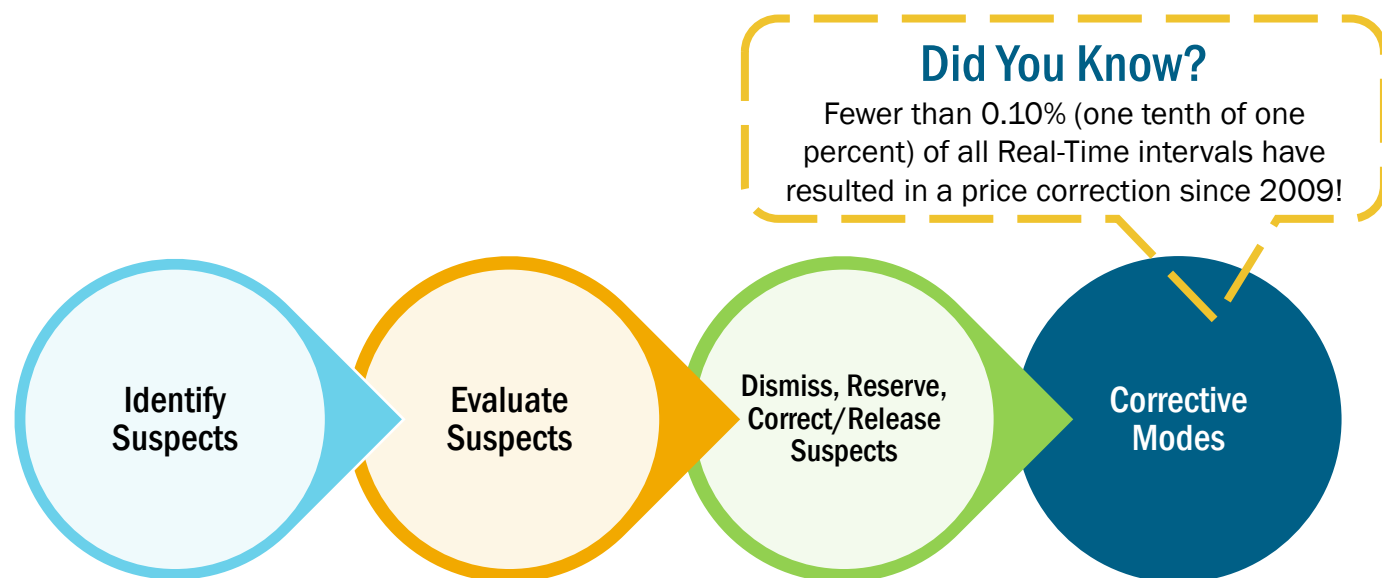 Did You Know?
Fewer than 0.10% (one tenth of one
percent) of all Real-Time intervals have
resulted in a price correction since 2009!
Identify
Suspects
Evaluate
Suspects
Dismiss, Reserve,
Correct/Release
Suspects
Corrective
Modes